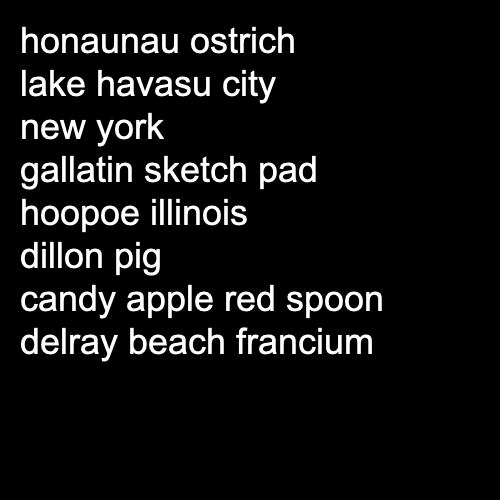 honaunau ostrich
lake havasu city
new york
gallatin sketch pad
hoopoe illinois
dillon pig
candy apple red spoon
delray beach francium